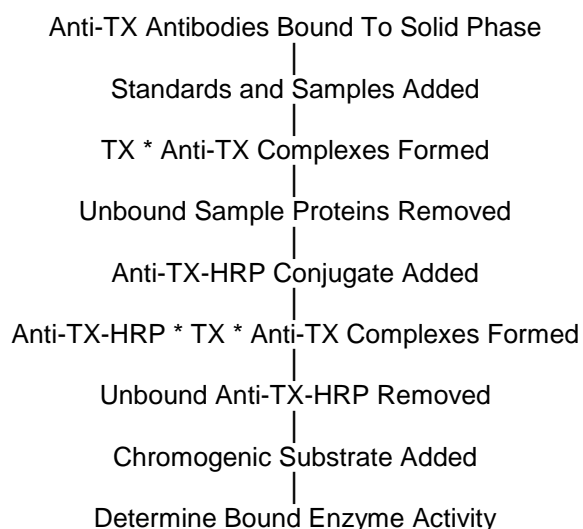 Anti-TX Antibodies Bound To Solid Phase
Standards and Samples Added
TX * Anti-TX Complexes Formed
Unbound Sample Proteins Removed
Anti-TX-HRP Conjugate Added
Anti-TX-HRP * TX * Anti-TX Complexes Formed
Unbound Anti-TX-HRP Removed
Chromogenic Substrate Added
Determine Bound Enzyme Activity